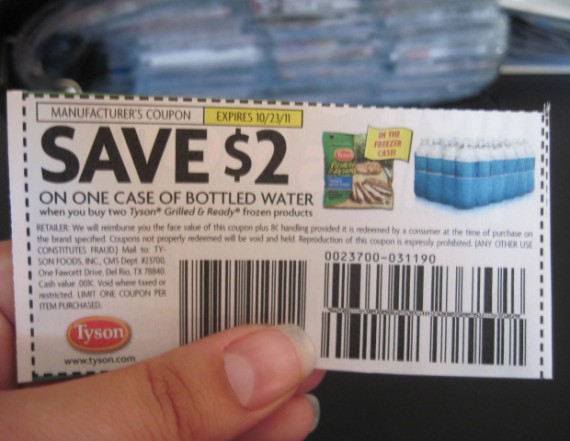 MANUFACTURER'S COUPON EXPIRES 10/23/11
SAVE $2
ON ONE CASE OF BOTTLED WATER
when you buy two Tyson® Grilled & Ready® frozen products
IN THE
FREEZER
CASE!
Tyson
RETAILER: We will reimburse you the face value of this coupon plus 8¢ handling provided it is redeemed by a consumer at the time of purchase on
the brand specified. Coupons not properly redeemed will be void and held. Reproduction of this coupon is expressly prohibited. (ANY OTHER USE
CONSTITUTES FRAUD.) Mail to: TY-
SON FOODS, INC., CMS Dept. #23700,
One Fawcett Drive, Del Rio, TX 78840.
Cash value .001¢. Void where taxed or
restricted. LIMIT ONE COUPON PER
ITEM PURCHASED.
0023700-031190
Tyson
www.tyson.com